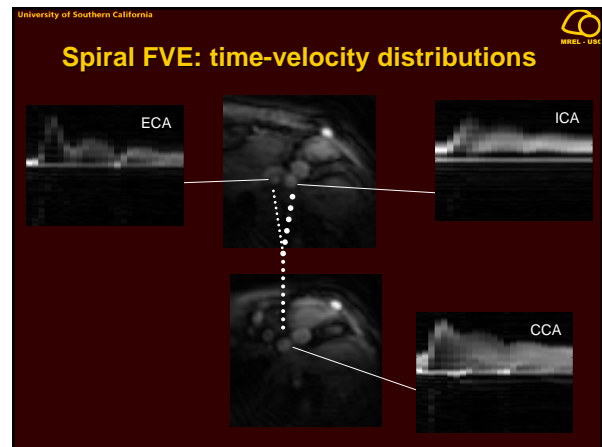 University of Southern California
MREL - USC
Spiral FVE: time-velocity distributions
ECA
ICA
CCA